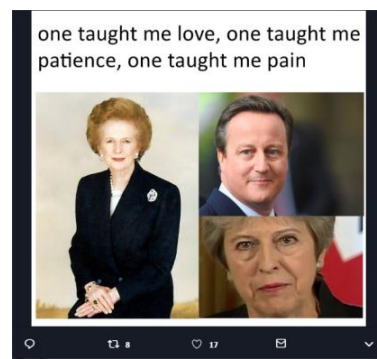 one taught me love, one taught me
patience, one taught me pain
8 17